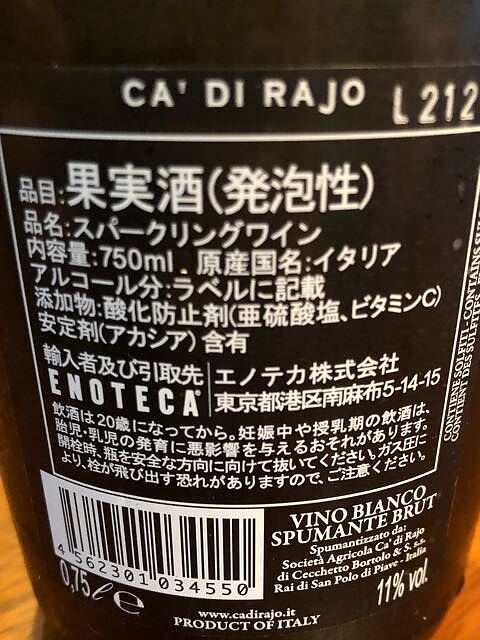 CA' DI RAJO
L212
品目:果実酒(発泡性)
品名:スパークリングワイン
内容量:750ml 原産国名:イタリア
アルコール分:ラベルに記載
添加物:酸化防止剤(亜硫酸塩、ビタミンC)
安定剤(アカシア)含有
輸入者及び引取先
ENOTECA
エノテカ株式会社
東京都港区南麻布5-14-15
飲酒は20歳になってから。妊娠中や授乳期の飲酒は、
胎児・乳児の発育に悪影響を与えるおそれがあります。
開栓時、瓶を安全な方向に向けて抜いてください。ガス圧に
より、栓が飛び出す恐れがありますので、ご注意ください。
CONTIENE SOLFITI - CONTAINS SU
CONTIENT DES SULFITES
4 562301 034550
0,75 l e
VINO BIANCO
SPUMANTE BRUT
Spumantizzato da:
Società Agricola Ca' di Rajo
di Cecchetto Bortolo & S. s.s.
Rai di San Polo di Piave - Italia
11% vol.
www.cadirajo.it
PRODUCT OF ITALY